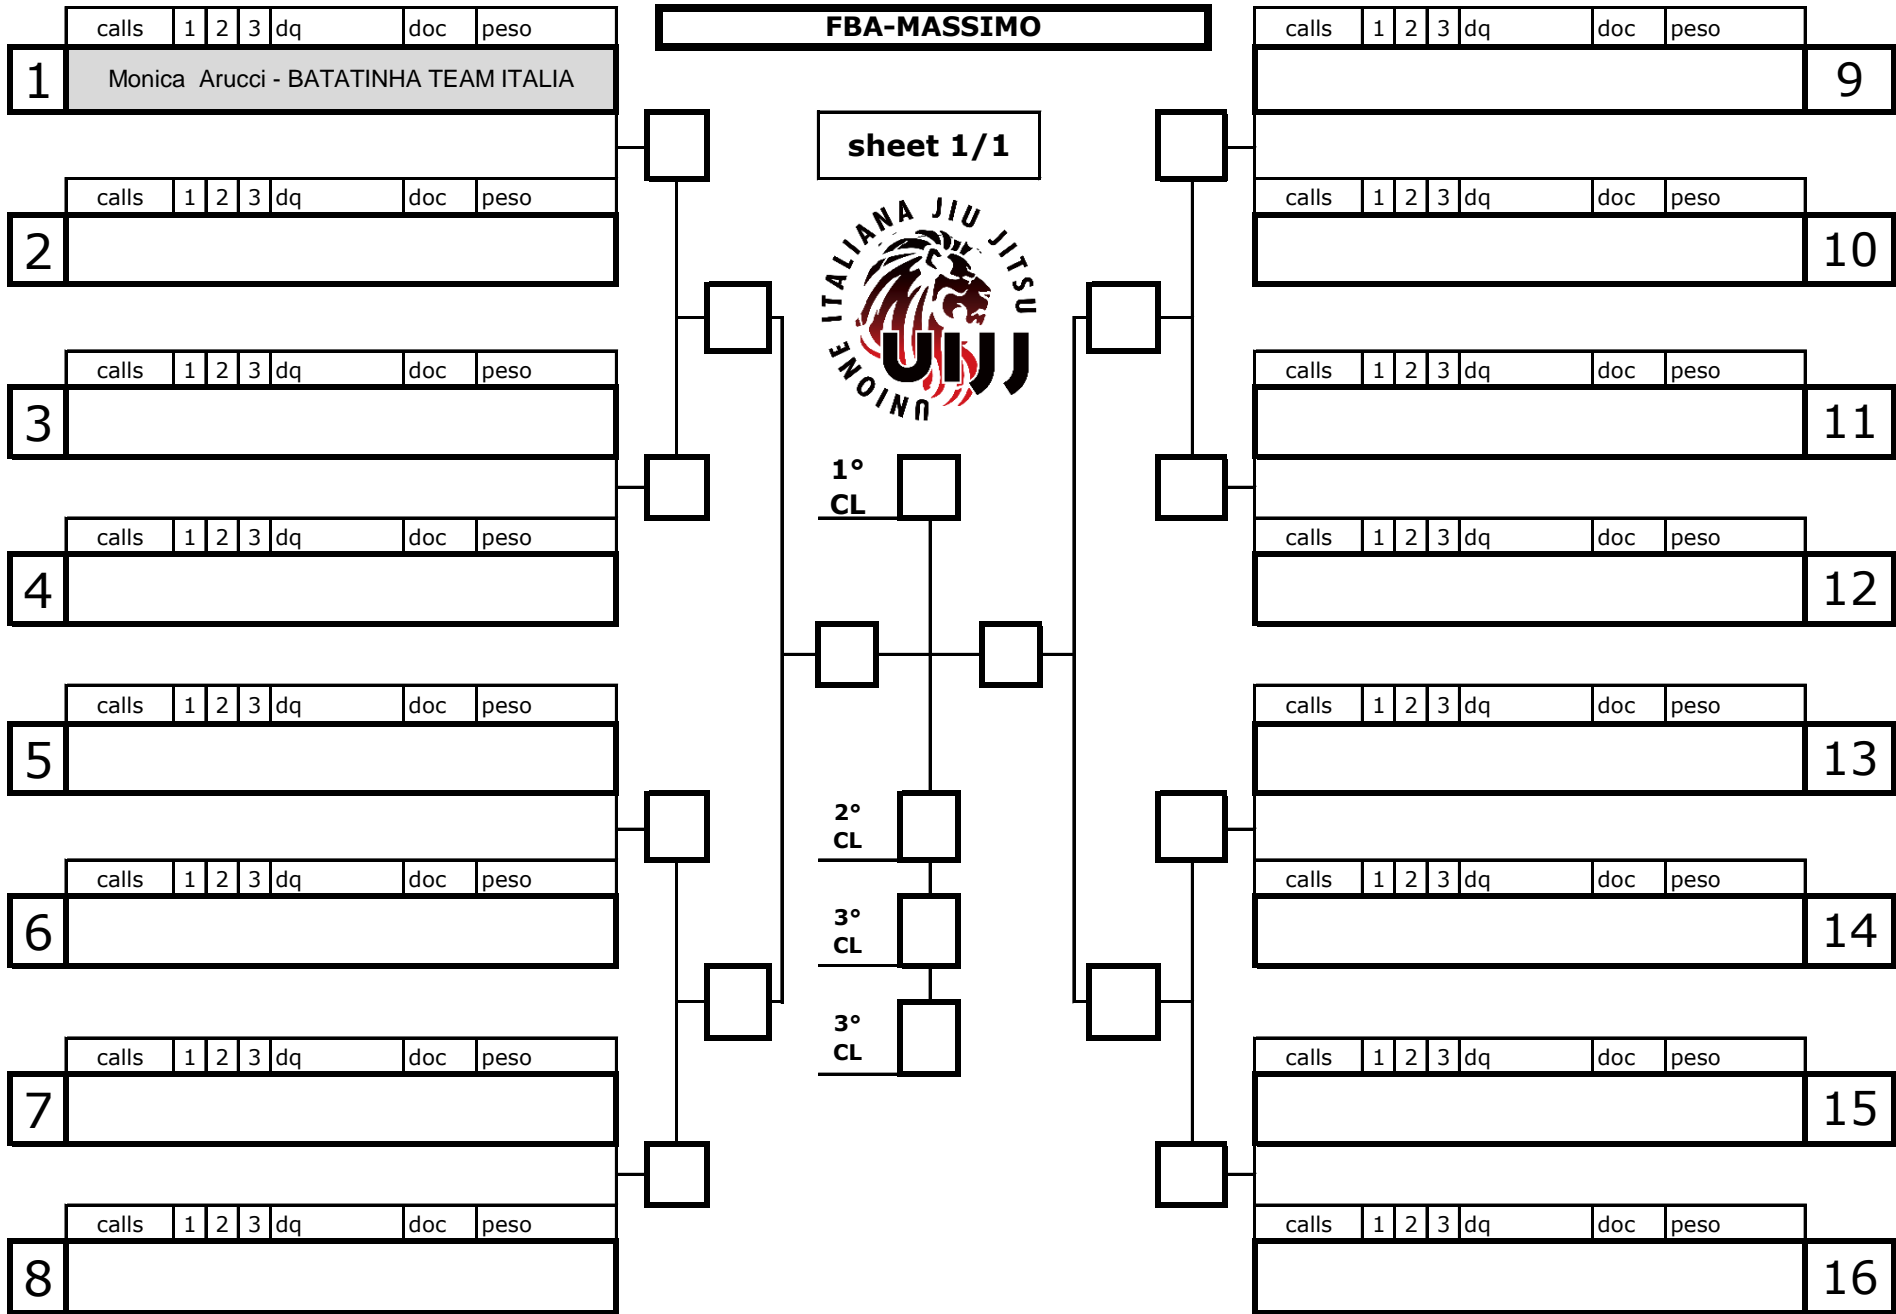 FBA-MASSIMO
sheet 1/1
UNIONE ITALIANA JIU JITSU
UIJJ
calls 1 2 3 dq doc peso
1 Monica Arucci - BATATINHA TEAM ITALIA
calls 1 2 3 dq doc peso
2
calls 1 2 3 dq doc peso
3
calls 1 2 3 dq doc peso
4
calls 1 2 3 dq doc peso
5
calls 1 2 3 dq doc peso
6
calls 1 2 3 dq doc peso
7
calls 1 2 3 dq doc peso
8
1°
CL
2°
CL
3°
CL
3°
CL
calls 1 2 3 dq doc peso
9
calls 1 2 3 dq doc peso
10
calls 1 2 3 dq doc peso
11
calls 1 2 3 dq doc peso
12
calls 1 2 3 dq doc peso
13
calls 1 2 3 dq doc peso
14
calls 1 2 3 dq doc peso
15
calls 1 2 3 dq doc peso
16